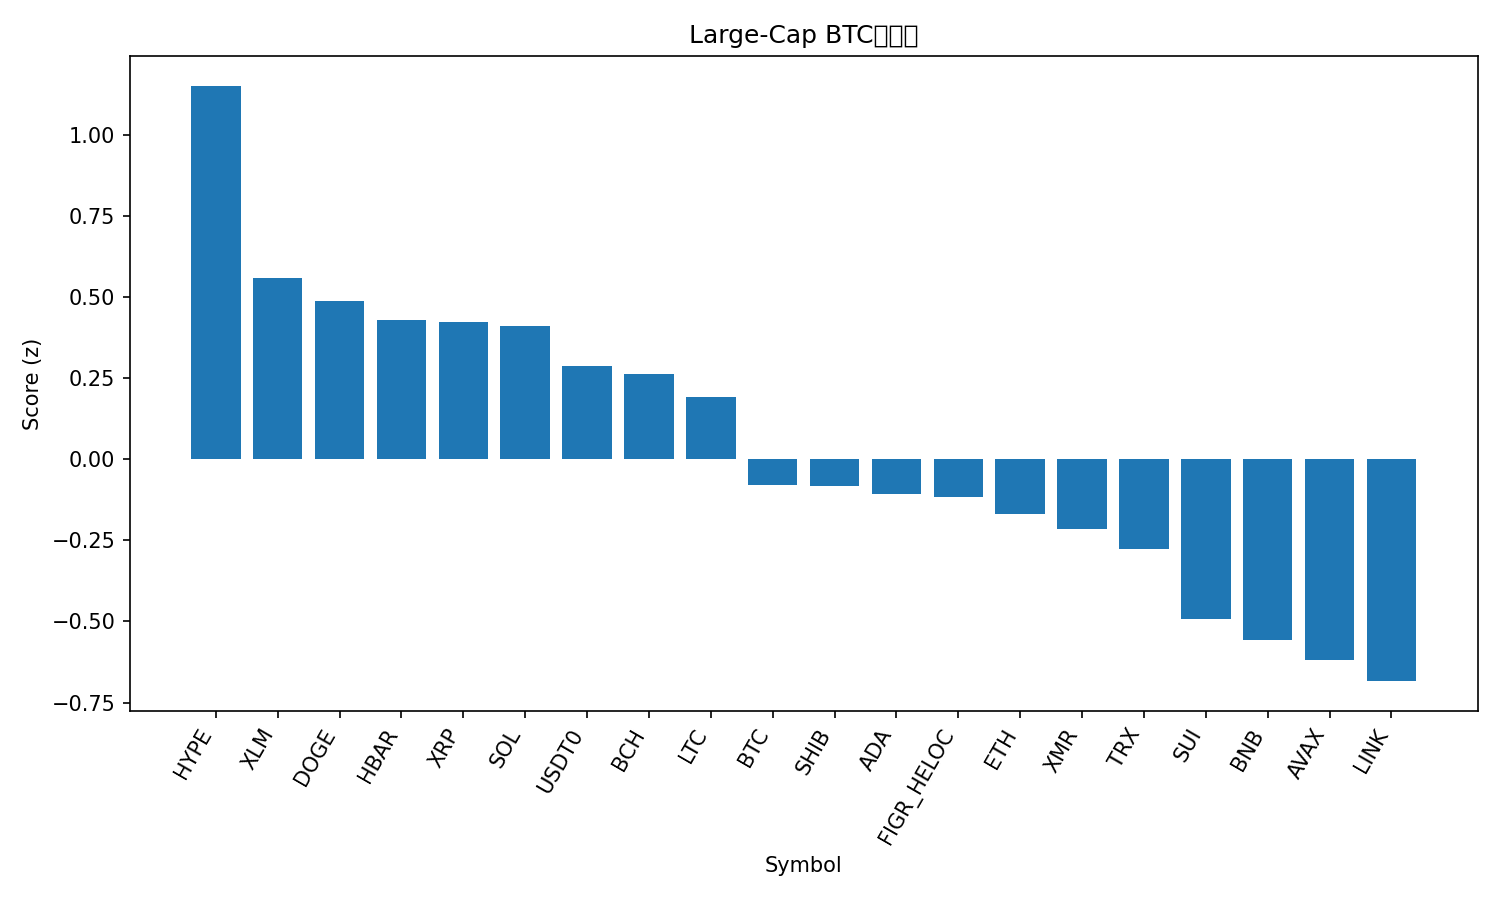 Large-Cap BTC
1.00
0.75
0.50
0.25
0.00
−0.25
−0.50
−0.75
Score (z)
HYPE
XLM
DOGE
HBAR
XRP
SOL
USDT0
BCH
LTC
BTC
SHIB
ADA
FIGR_HELOC
ETH
XMR
TRX
SUI
BNB
AVAX
LINK
Symbol